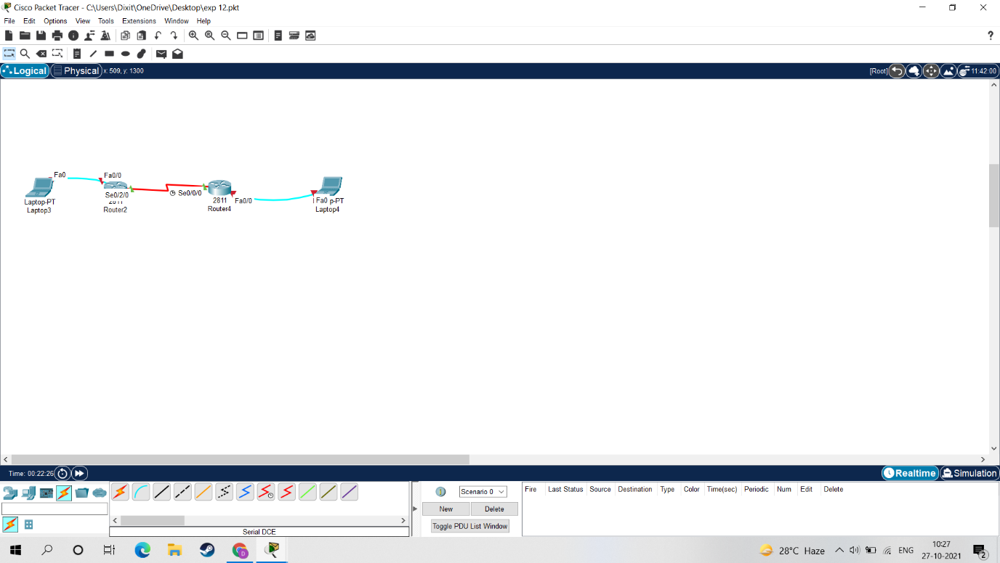 Cisco Packet Tracer - C:\Users\Dixit\OneDrive\Desktop\exp 12.pkt
File Edit Options View Tools Extensions Window Help
?
Logical Physical x: 509, y: 1300 [Root] 11:42:00
Fa0 Fa0/0
Se0/2/0 Se0/0/0
Laptop-PT 2811 2811 Fa0/0 Fa0 p-PT
Laptop3 Router2 Router4 Laptop4
Time: 00:22:26 Realtime Simulation
Scenario 0
Fire Last Status Source Destination Type Color Time(sec) Periodic Num Edit Delete
New Delete
Toggle PDU List Window
Serial DCE
28°C Haze ENG 10:27
27-10-2021 2